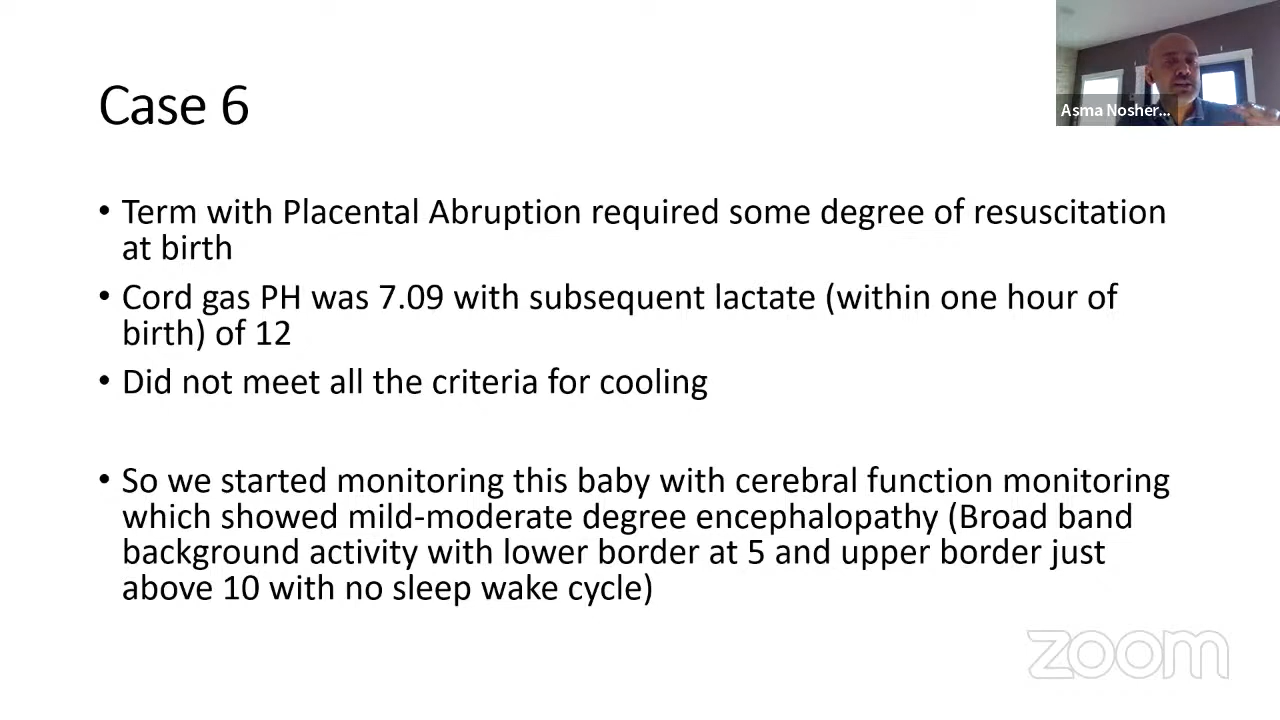 Asma Nosher...
Case 6
• Term with Placental Abruption required some degree of resuscitation
at birth
• Cord gas PH was 7.09 with subsequent lactate (within one hour of
birth) of 12
• Did not meet all the criteria for cooling
• So we started monitoring this baby with cerebral function monitoring
which showed mild-moderate degree encephalopathy (Broad band
background activity with lower border at 5 and upper border just
above 10 with no sleep wake cycle)
zoom